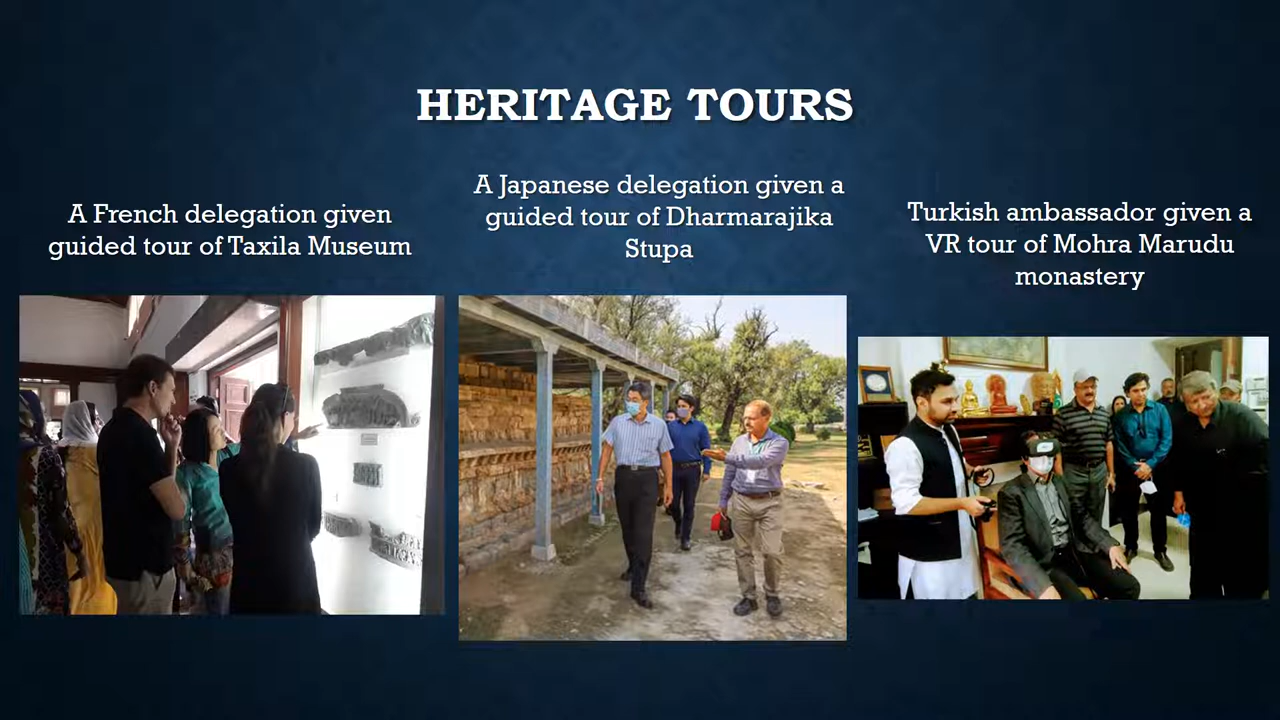 HERITAGE TOURS
A French delegation given
guided tour of Taxila Museum
A Japanese delegation given a
guided tour of Dharmarajika
Stupa
Turkish ambassador given a
VR tour of Mohra Marudu
monastery